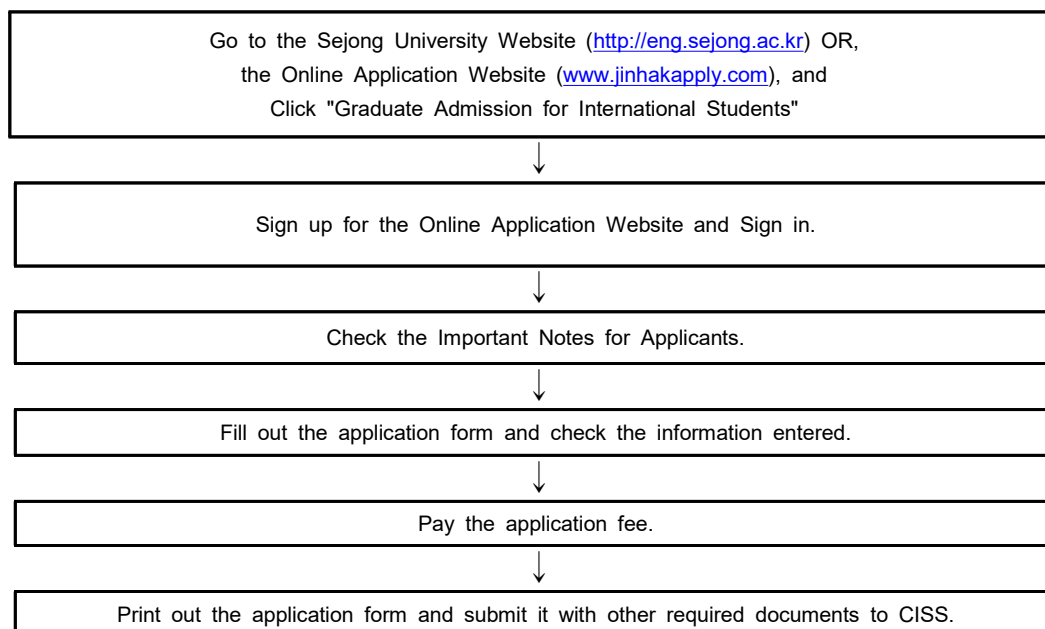 Go to the Sejong University Website (http://eng.sejong.ac.kr) OR,
the Online Application Website (www.jinhakapply.com), and
Click "Graduate Admission for International Students"
↓
Sign up for the Online Application Website and Sign in.
↓
Check the Important Notes for Applicants.
↓
Fill out the application form and check the information entered.
↓
Pay the application fee.
↓
Print out the application form and submit it with other required documents to CISS.